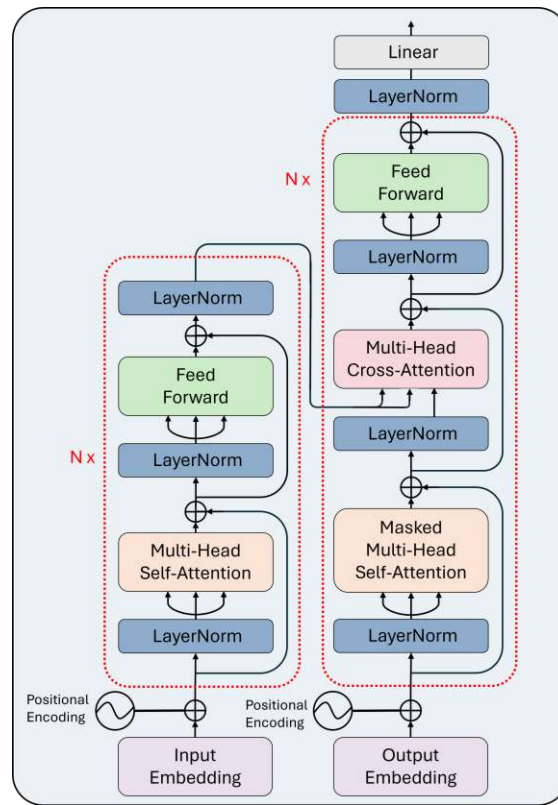 Linear
LayerNorm
N x
Feed
Forward
LayerNorm
Multi-Head
Cross-Attention
LayerNorm
Masked
Multi-Head
Self-Attention
LayerNorm
Positional
Encoding
Output
Embedding
LayerNorm
Feed
Forward
N x
LayerNorm
Multi-Head
Self-Attention
LayerNorm
Positional
Encoding
Input
Embedding